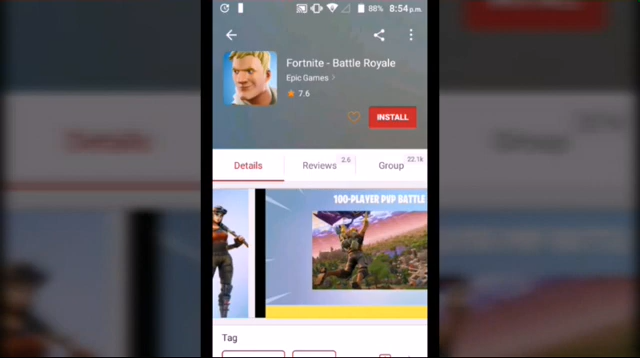 88% 8:54 p.m.
Fortnite - Battle Royale
Epic Games >
7.6
INSTALL
Details
Reviews 2.6
Group 22.1k
100-PLAYER PVP BATTLE
Tag